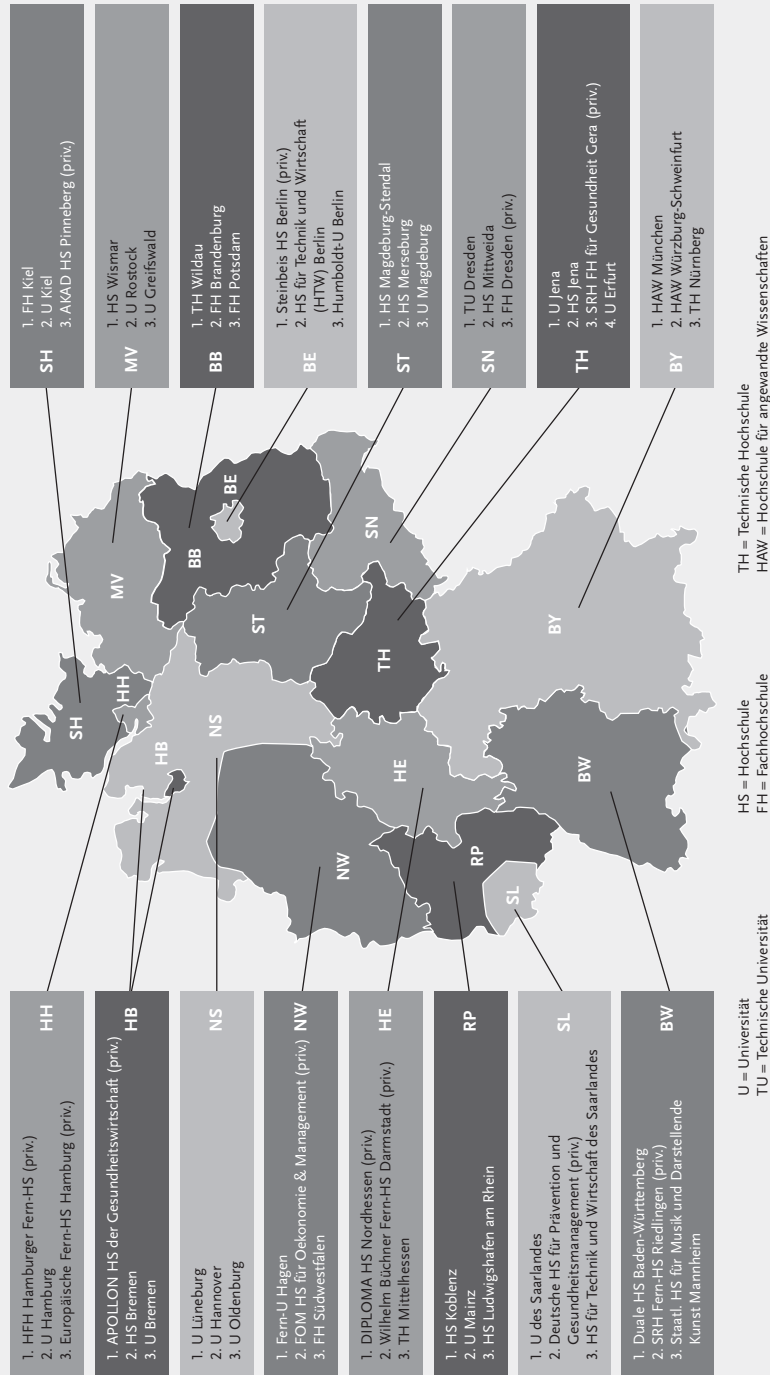 HH
1. HFH Hamburger Fern-HS (priv.)
2. U Hamburg
3. Europäische Fern-HS Hamburg (priv.)
HB
1. APOLLON HS der Gesundheitswirtschaft (priv.)
2. HS Bremen
3. U Bremen
NS
1. U Lüneburg
2. U Hannover
3. U Oldenburg
NW
1. Fern-U Hagen
2. FOM HS für Oekonomie & Management (priv.)
3. FH Südwestfalen
HE
1. DIPLOMA HS Nordhessen (priv.)
2. Wilhelm Büchner Fern-HS Darmstadt (priv.)
3. TH Mittelhessen
RP
1. HS Koblenz
2. U Mainz
3. HS Ludwigshafen am Rhein
SL
1. U des Saarlandes
2. Deutsche HS für Prävention und
Gesundheitsmanagement (priv.)
3. HS für Technik und Wirtschaft des Saarlandes
BW
1. Duale HS Baden-Württemberg
2. SRH Fern-HS Riedlingen (priv.)
3. Staatl. HS für Musik und Darstellende
Kunst Mannheim
SH
HH
HB
NS
MV
BB
BE
ST
NW
HE
TH
SN
RP
SL
BW
BY
SH
1. FH Kiel
2. U Kiel
3. AKAD HS Pinneberg (priv.)
MV
1. HS Wismar
2. U Rostock
3. U Greifswald
BB
1. TH Wildau
2. FH Brandenburg
3. FH Potsdam
BE
1. Steinbeis HS Berlin (priv.)
2. HS für Technik und Wirtschaft
(HTW) Berlin
3. Humboldt-U Berlin
ST
1. HS Magdeburg-Stendal
2. HS Merseburg
3. U Magdeburg
SN
1. TU Dresden
2. HS Mittweida
3. FH Dresden (priv.)
TH
1. U Jena
2. HS Jena
3. SRH FH für Gesundheit Gera (priv.)
4. U Erfurt
BY
1. HAW München
2. HAW Würzburg-Schweinfurt
3. TH Nürnberg
U = Universität
TU = Technische Universität
HS = Hochschule
FH = Fachhochschule
TH = Technische Hochschule
HAW = Hochschule für angewandte Wissenschaften